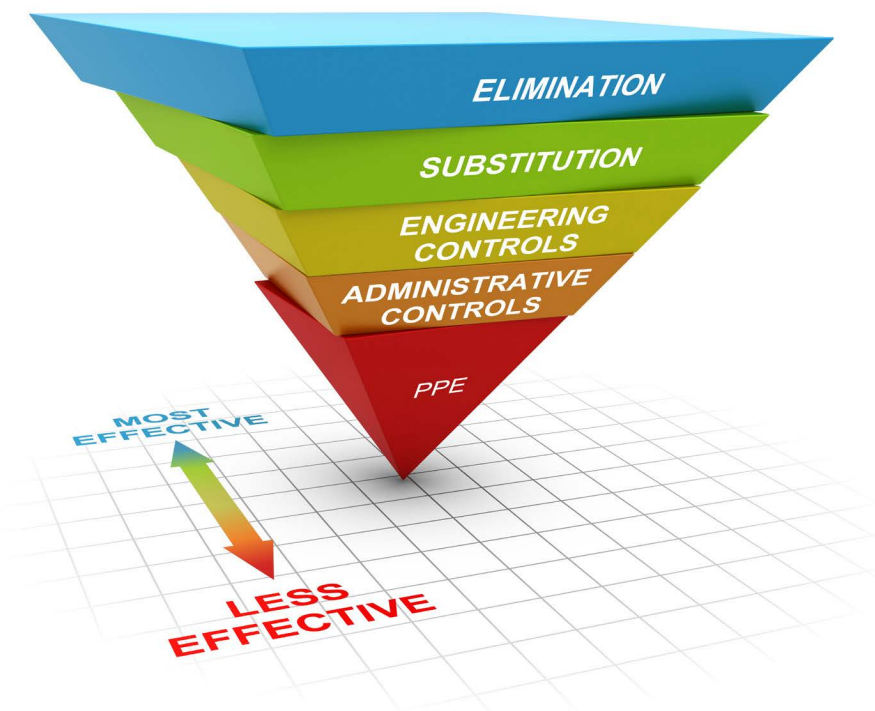 ELIMINATION
SUBSTITUTION
ENGINEERING
CONTROLS
ADMINISTRATIVE
CONTROLS
PPE
MOST
EFFECTIVE
LESS
EFFECTIVE